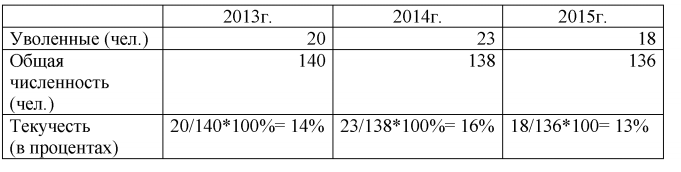 2013г. 2014г. 2015г.
Уволенные (чел.) 20 23 18
Общая 140 138 136
численность
(чел.)
Текучесть 20/140*100%= 14% 23/138*100%= 16% 18/136*100= 13%
(в процентах)